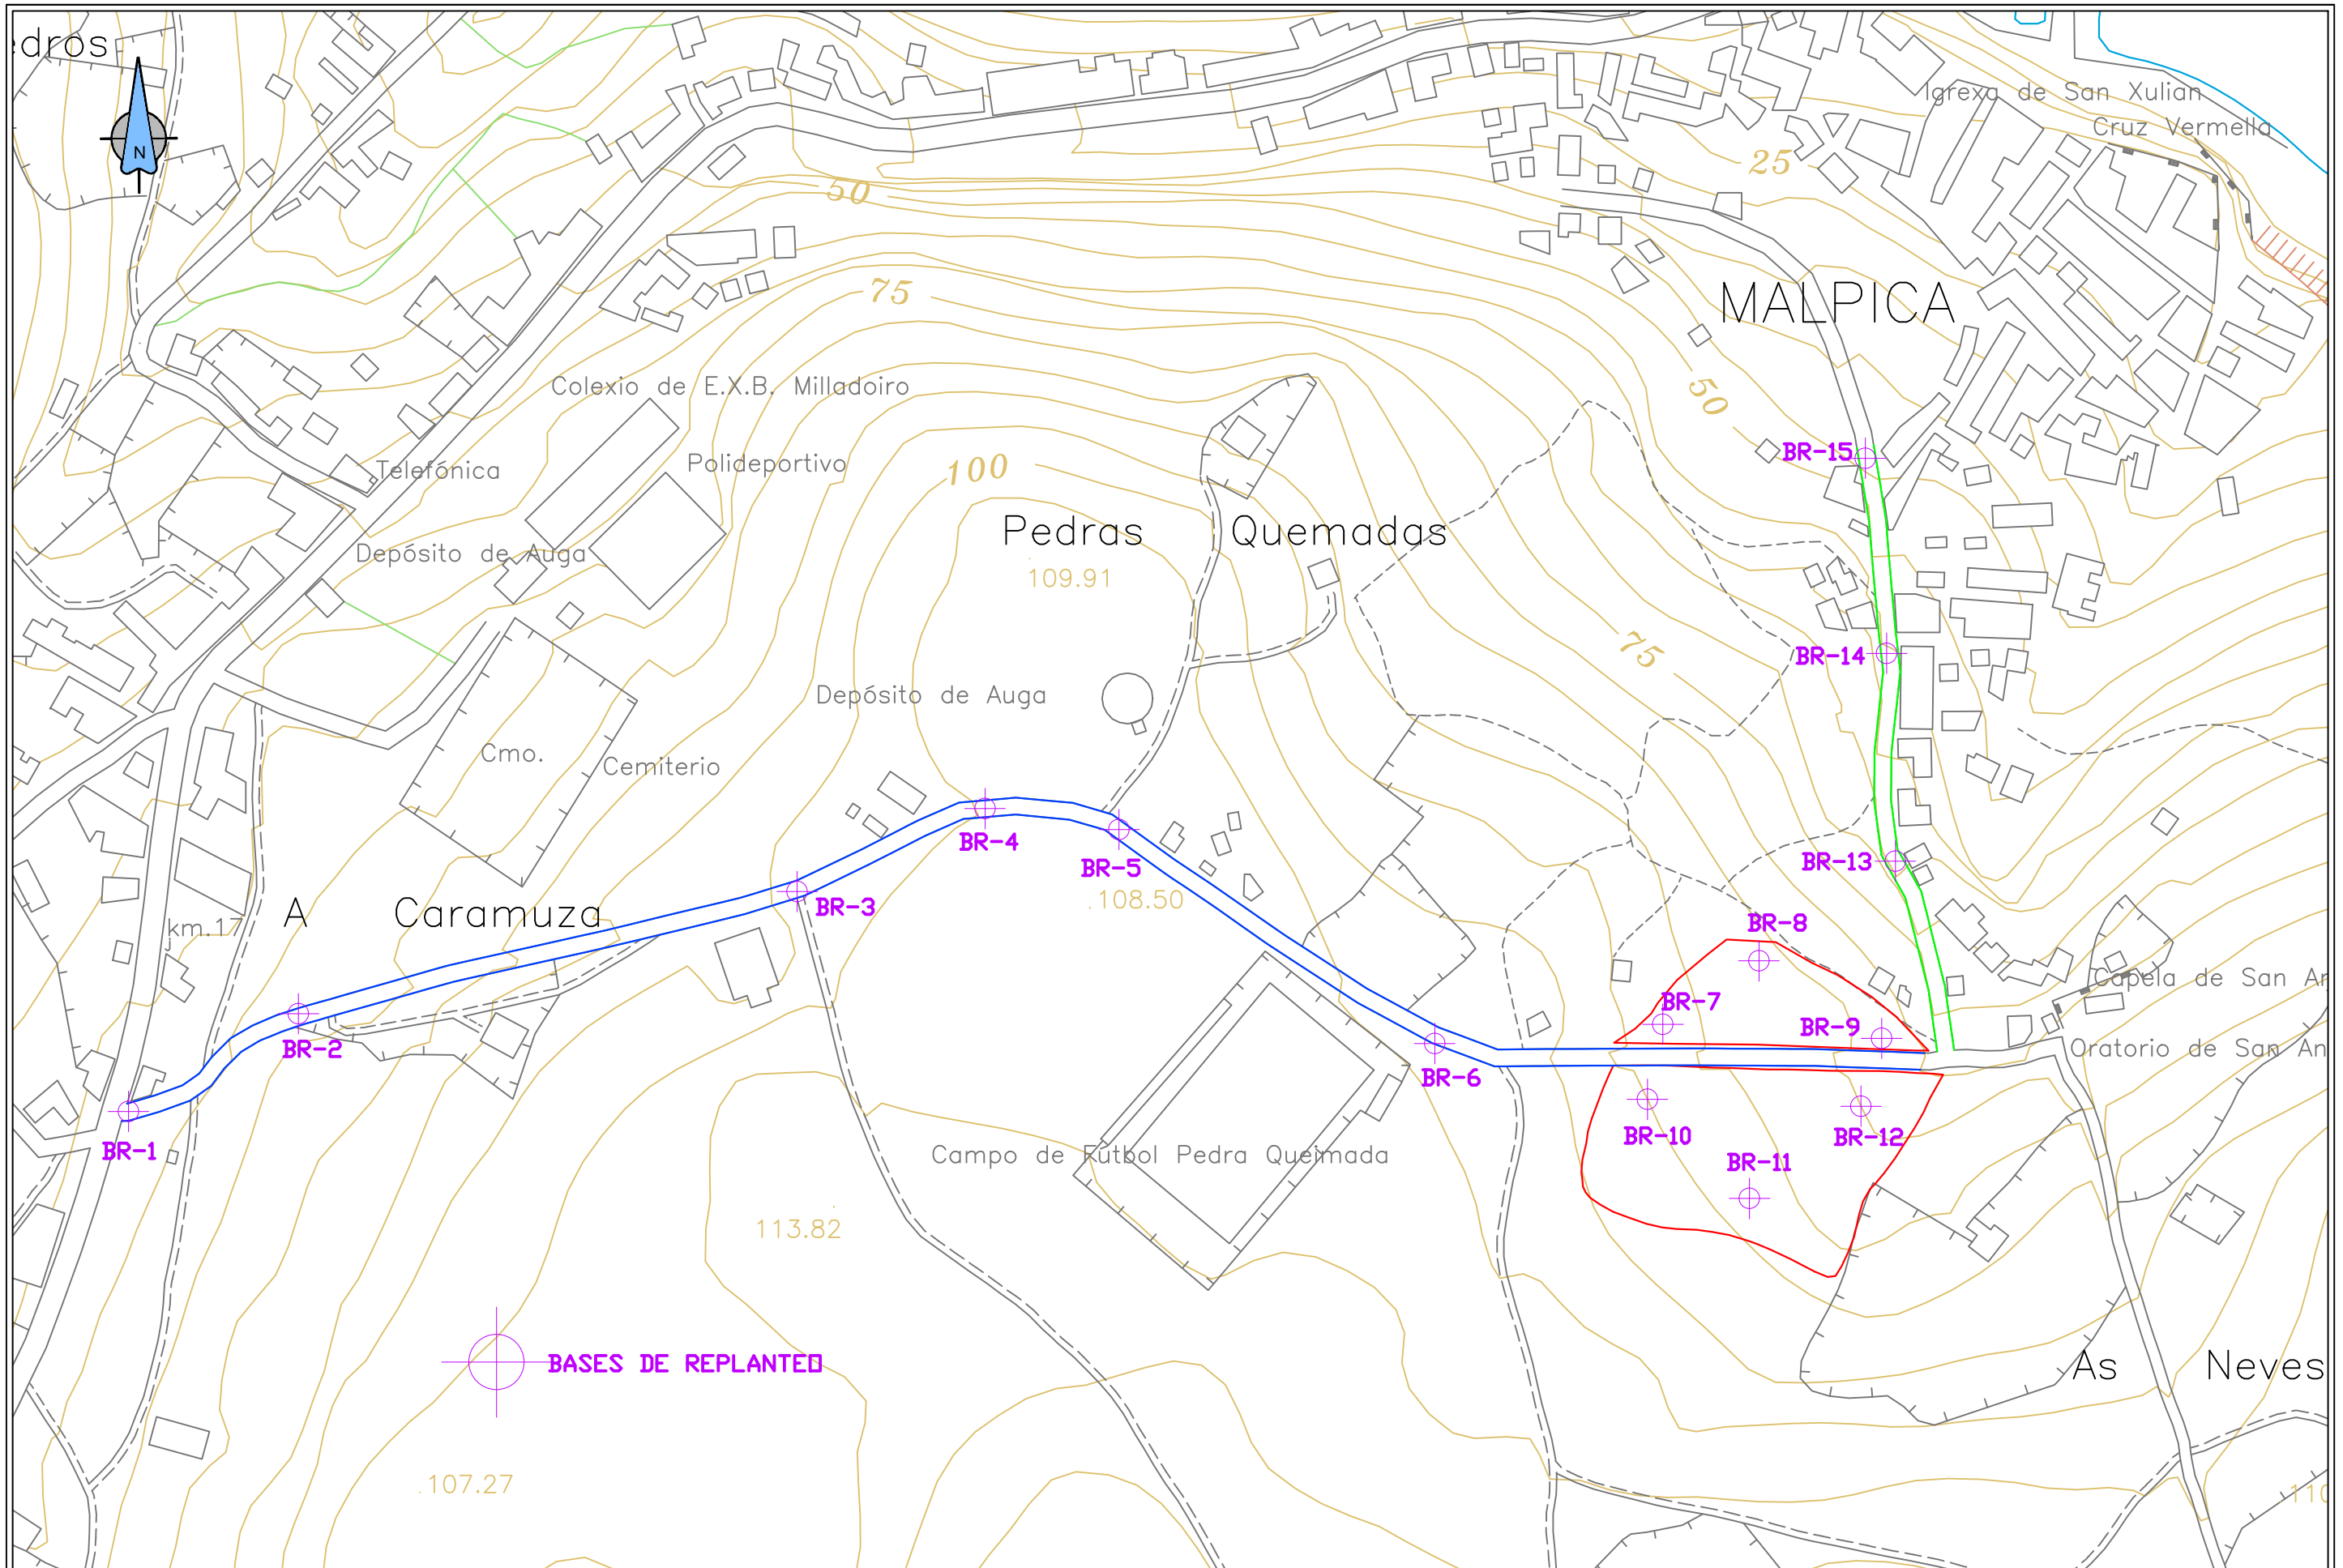 edros
N
Igrexa de San Xulian
Cruz Vermella
25
50
MALPICA
75
Colexio de E.X.B. Milladoiro
50
BR-15
Telefónica
Polideportivo
100
Pedras Quemadas
Depósito de Auga
109.91
75
BR-14
Depósito de Auga
Cmo.
Cemiterio
BR-4
BR-5
BR-13
108.50
BR-3
A Caramuza
km.17
BR-8
Capela de San Ar
BR-7
BR-9
BR-2
Oratorio de San An
BR-6
BR-1
BR-10
BR-12
Campo de Fútbol Pedra Queimada
BR-11
113.82
BASES DE REPLANTEO
As Neves
107.27
110